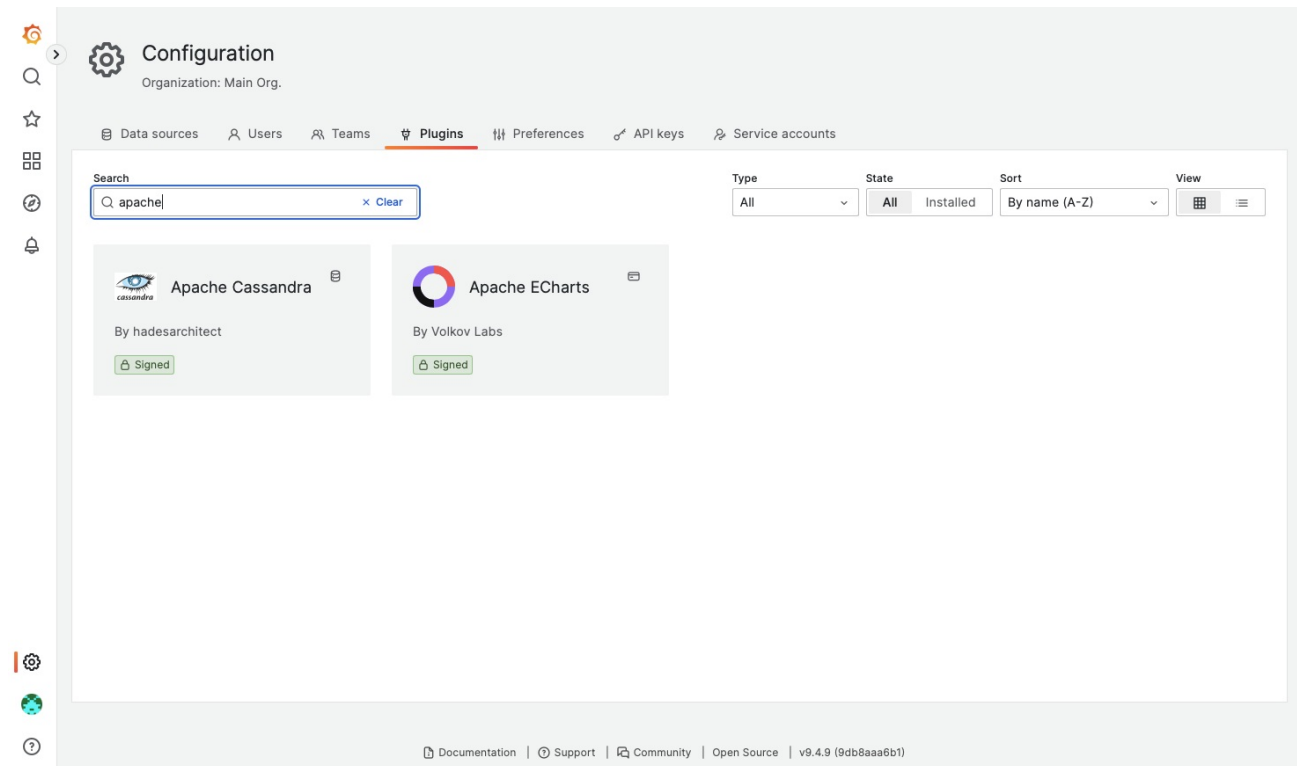 Configuration
Organization: Main Org.
Data sources Users Teams Plugins Preferences API keys Service accounts
Search Type State Sort View
apache × Clear All All Installed By name (A-Z)
cassandra
Apache Cassandra Apache ECharts
By hadesarchitect By Volkov Labs
Signed Signed
Documentation | Support | Community | Open Source | v9.4.9 (9db8aaa6b1)